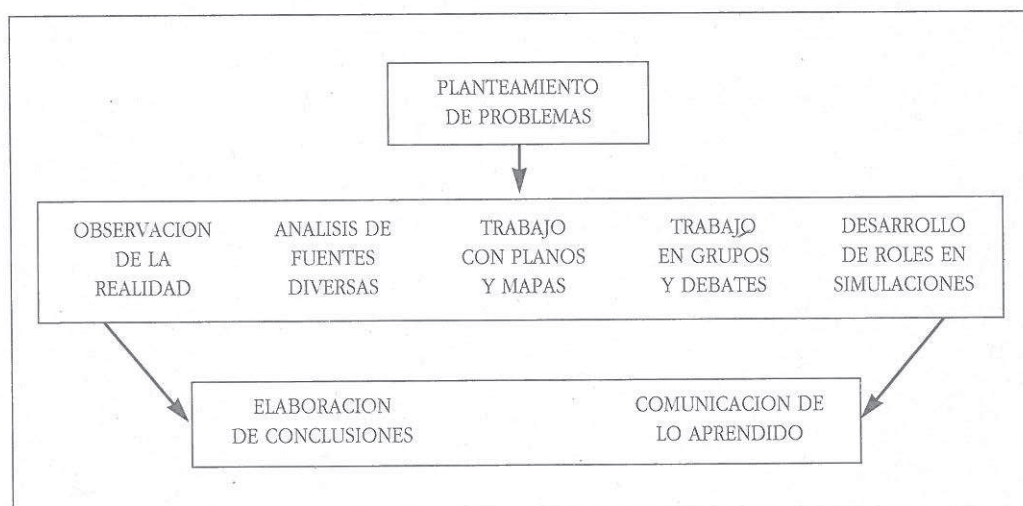 PLANTEAMIENTO
DE PROBLEMAS
OBSERVACION
DE LA
REALIDAD
ANALISIS DE
FUENTES
DIVERSAS
TRABAJO
CON PLANOS
Y MAPAS
TRABAJO
EN GRUPOS
Y DEBATES
DESARROLLO
DE ROLES EN
SIMULACIONES
ELABORACION
DE CONCLUSIONES
COMUNICACION DE
LO APRENDIDO